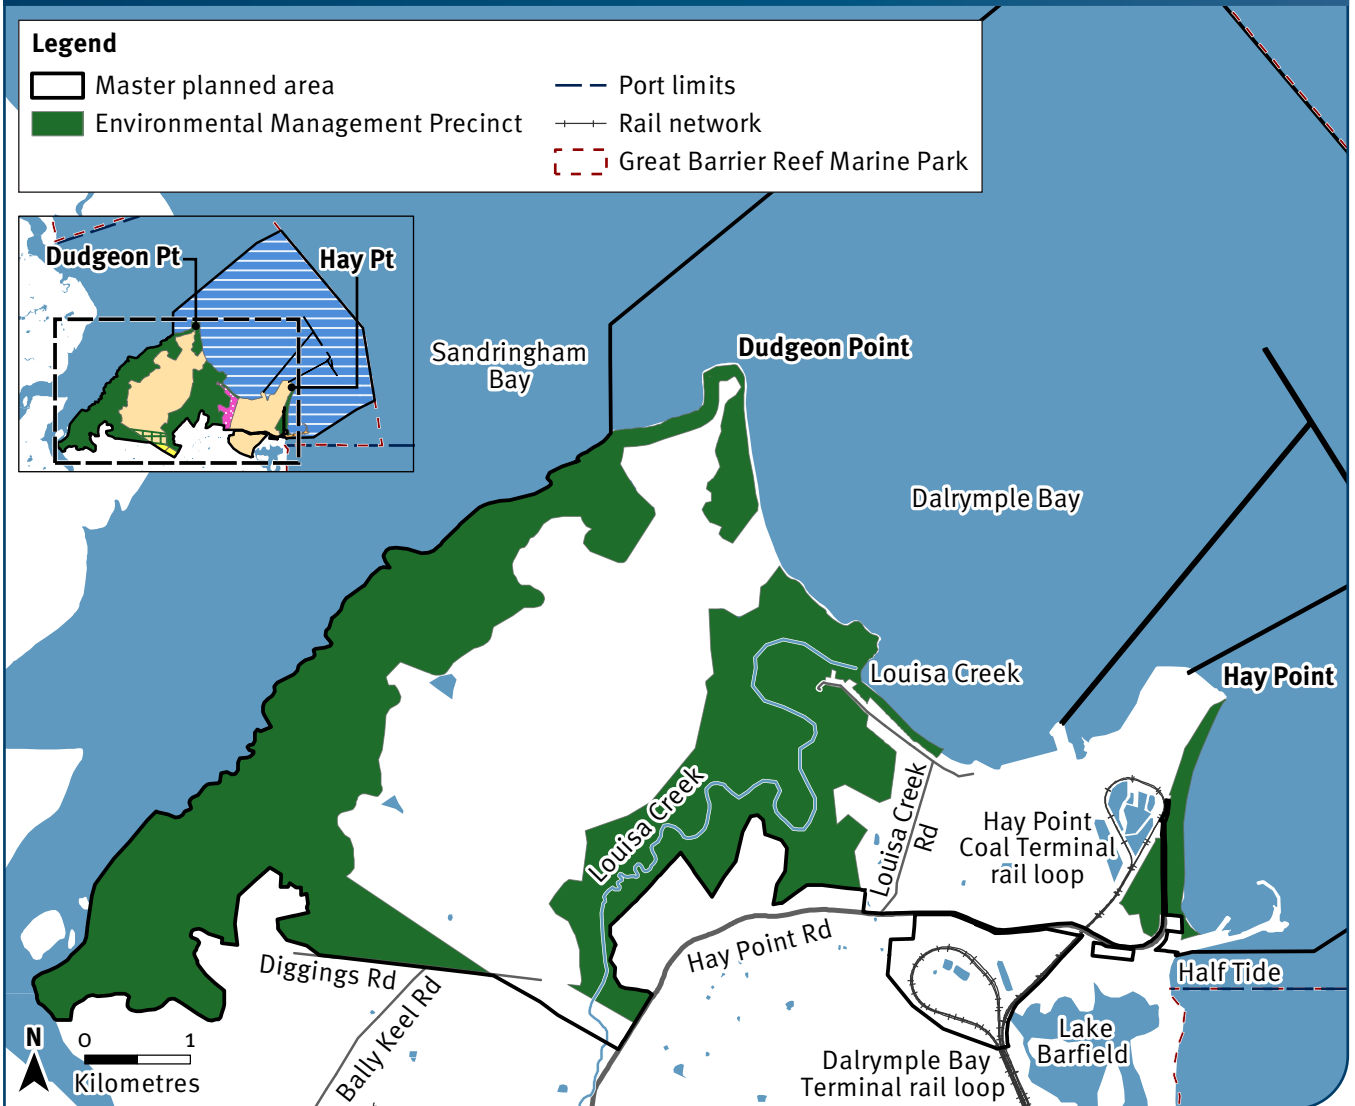 Legend
Master planned area
Environmental Management Precinct
Port limits
Rail network
Great Barrier Reef Marine Park
Dudgeon Pt
Hay Pt
Sandringham
Bay
Dudgeon Point
Dalrymple Bay
Louisa Creek
Hay Point
Louisa Creek
Louisa Creek
Rd
Hay Point
Coal Terminal
rail loop
Hay Point Rd
Diggings Rd
Bally Keel Rd
Half Tide
Lake
Barfield
Dalrymple Bay
Terminal rail loop
N
0 1
Kilometres